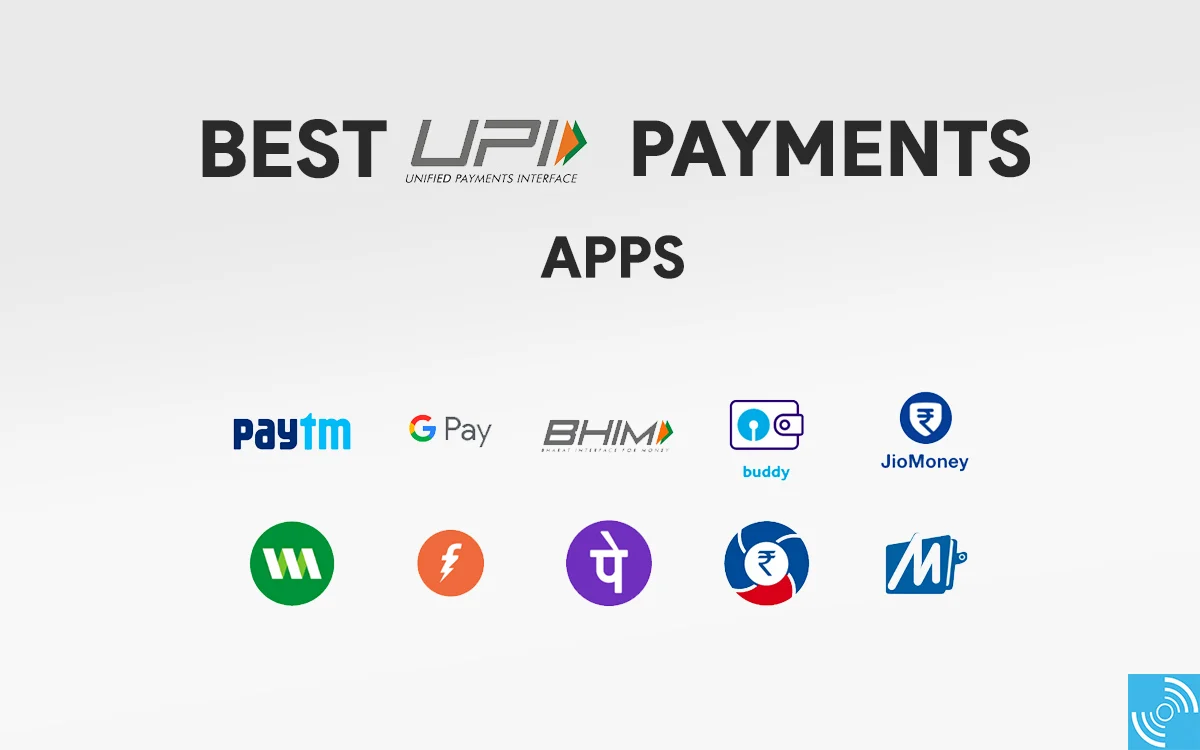 BEST UPI PAYMENTS
UNIFIED PAYMENTS INTERFACE
APPS
paytm
G Pay
BHIM
BHARAT INTERFACE FOR MONEY
buddy
₹
JioMoney
f
पे
₹
M